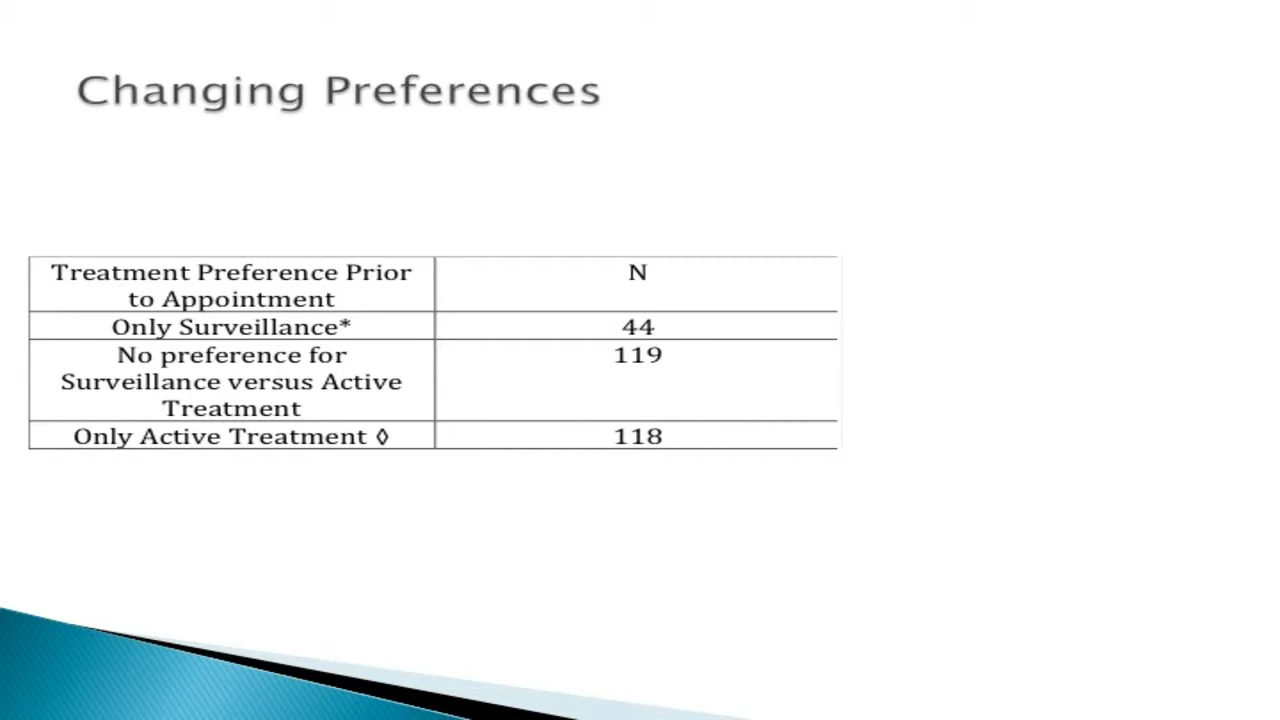 Changing Preferences
Treatment Preference Prior
to Appointment
N
Only Surveillance*
44
No preference for
Surveillance versus Active
Treatment
119
Only Active Treatment ◊
118